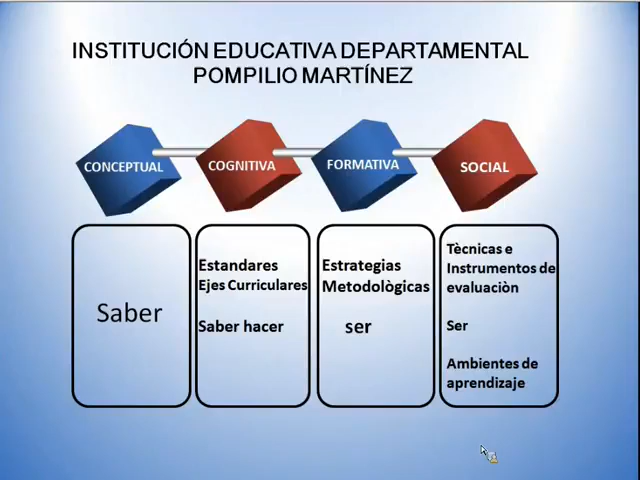 INSTITUCIÓN EDUCATIVA DEPARTAMENTAL
POMPILIO MARTÍNEZ
CONCEPTUAL
COGNITIVA
FORMATIVA
SOCIAL
Saber
Estandares
Ejes Curriculares
Saber hacer
Estrategias
Metodològicas
ser
Tècnicas e
Instrumentos de
evaluaciòn
Ser
Ambientes de
aprendizaje